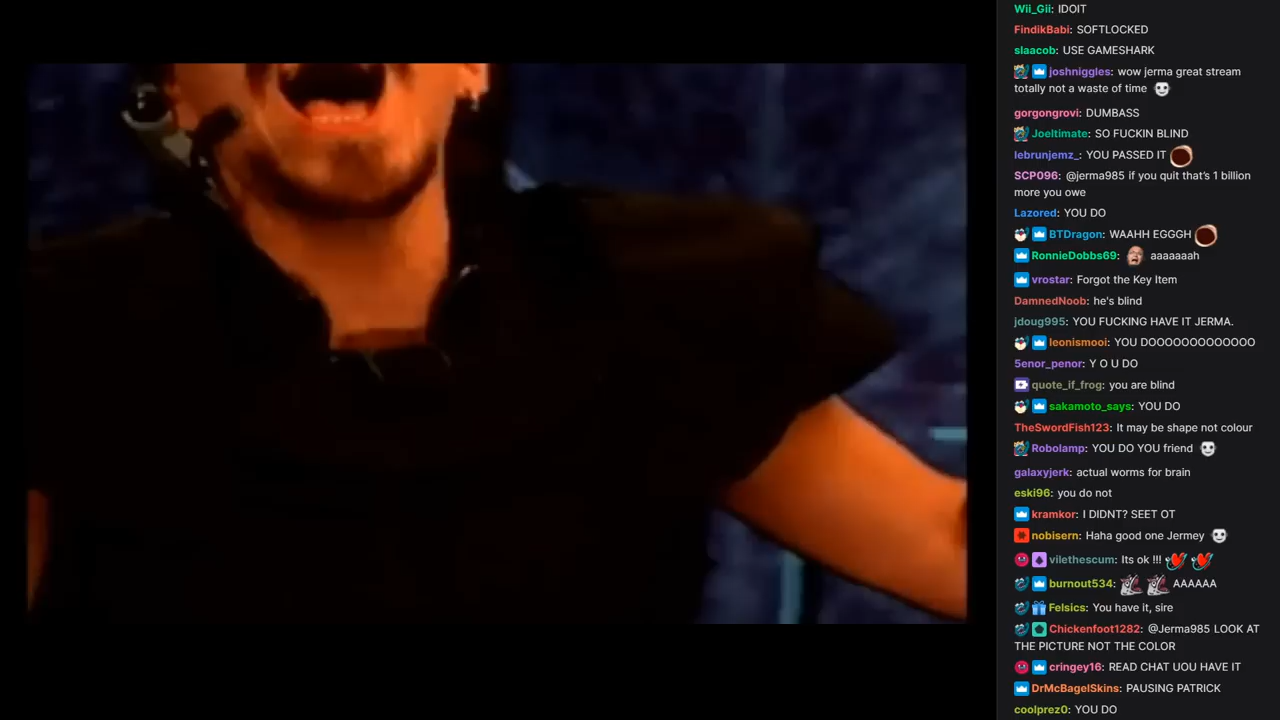 Wii_Gii: IDOIT
FindikBabi: SOFTLOCKED
slaacob: USE GAMESHARK
joshniggles: wow jerma great stream
totally not a waste of time
gorgongrovi: DUMBASS
Joeltimate: SO FUCKIN BLIND
lebrunjemz_: YOU PASSED IT
SCP096: @jerma985 if you quit that's 1 billion
more you owe
Lazored: YOU DO
BTDragon: WAAHH EGGGH
RonnieDobbs69: aaaaaaah
vrostar: Forgot the Key Item
DamnedNoob: he's blind
jdoug995: YOU FUCKING HAVE IT JERMA.
leonismooi: YOU DOOOOOOOOOOOOO
5enor_penor: Y O U DO
quote_if_frog: you are blind
sakamoto_says: YOU DO
TheSwordFish123: It may be shape not colour
Robolamp: YOU DO YOU friend
galaxyjerk: actual worms for brain
eski96: you do not
kramkor: I DIDNT? SEET OT
nobisern: Haha good one Jermey
vilethescum: Its ok !!!
burnout534: AAAAAA
Felsics: You have it, sire
Chickenfoot1282: @Jerma985 LOOK AT
THE PICTURE NOT THE COLOR
cringey16: READ CHAT UOU HAVE IT
DrMcBagelSkins: PAUSING PATRICK
coolprez0: YOU DO